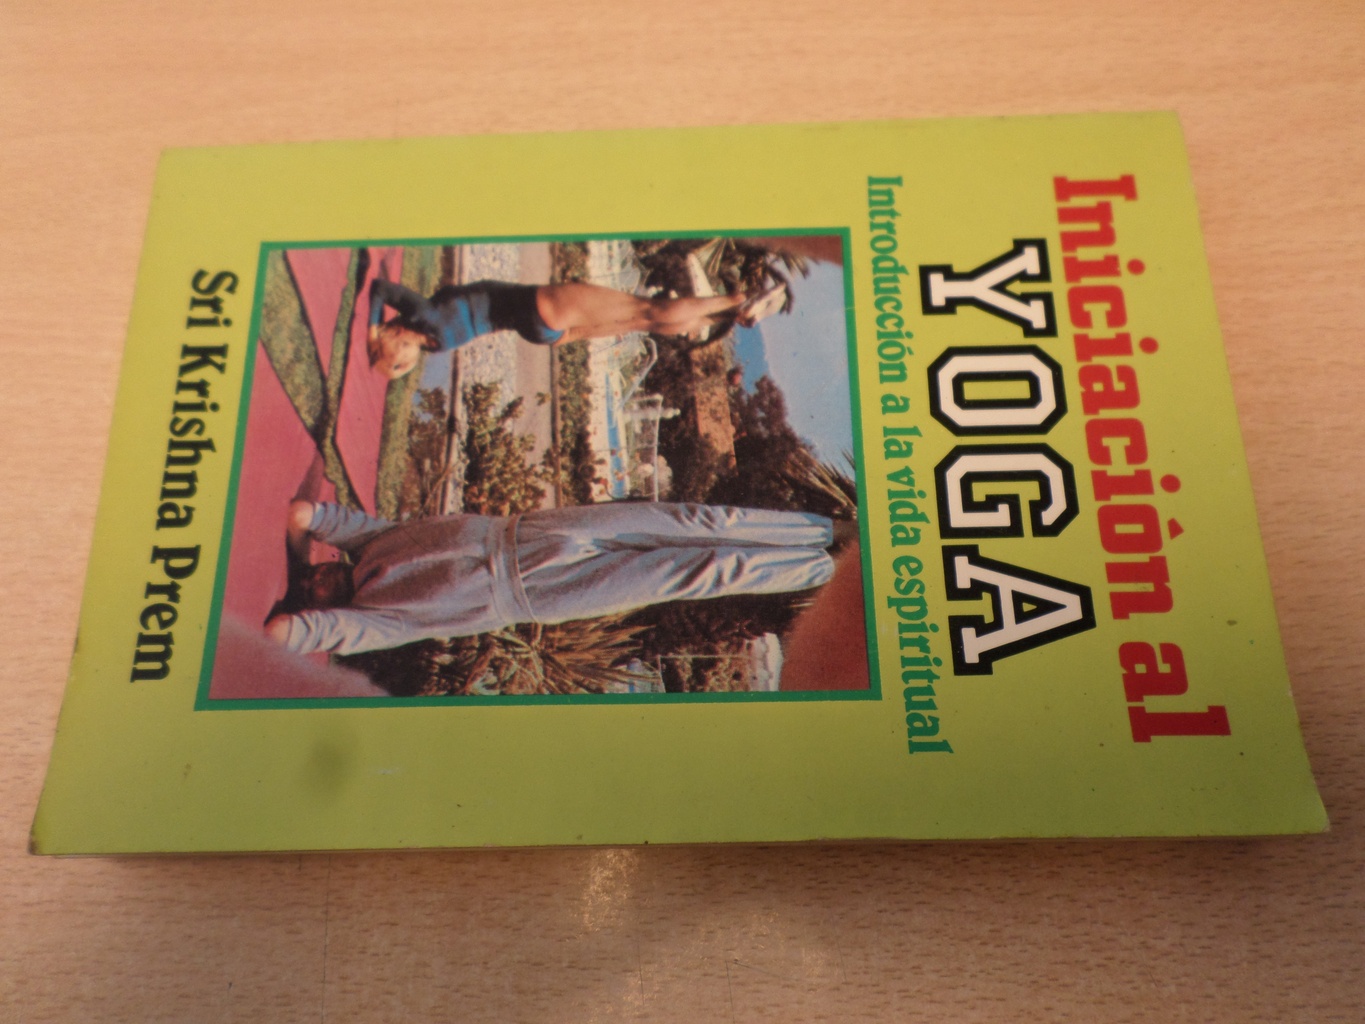 Iniciación al
YOGA
Introducción a la vida espiritual
Sri Krishna Prem